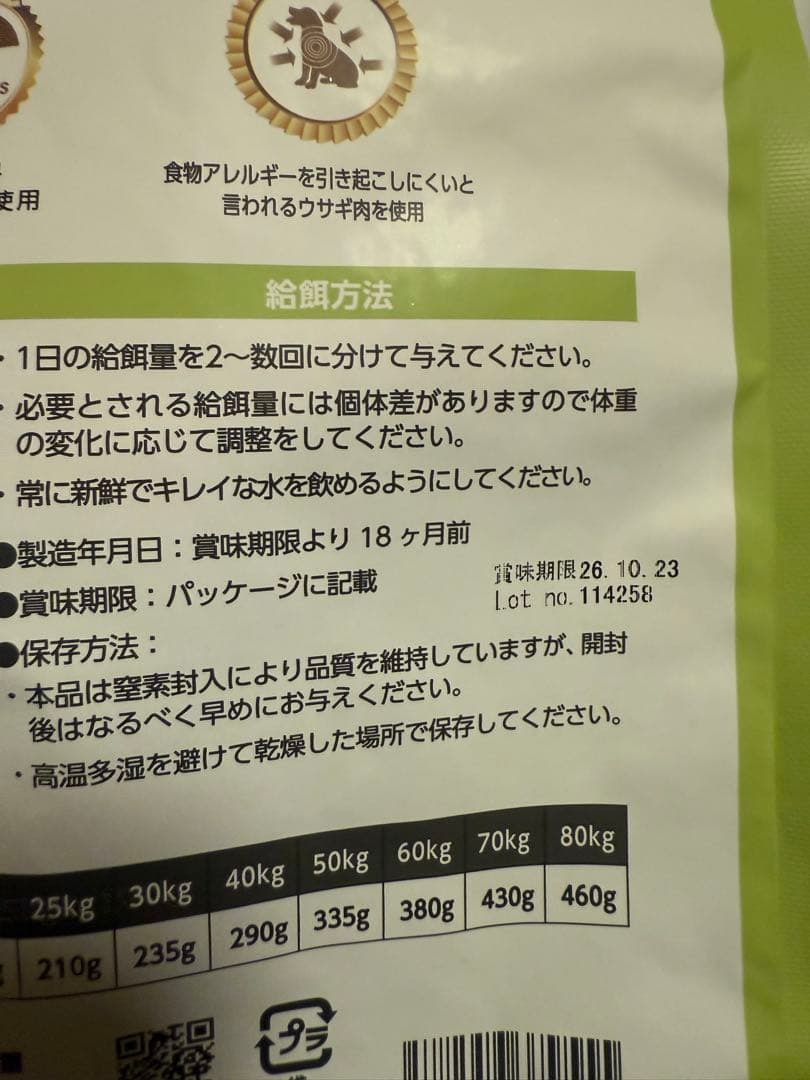 s
使用
食物アレルギーを引き起こしにくいと
言われるウサギ肉を使用
給餌方法
・1日の給餌量を2〜数回に分けて与えてください。
・必要とされる給餌量には個体差がありますので体重
の変化に応じて調整をしてください。
・常に新鮮でキレイな水を飲めるようにしてください。
●製造年月日：賞味期限より 18 ヶ月前
●賞味期限：パッケージに記載
賞味期限26.10.23
Lot no.114258
●保存方法：
・本品は窒素封入により品質を維持していますが、開封
後はなるべく早めにお与えください。
・高温多湿を避けて乾燥した場所で保存してください。
25kg 30kg 40kg 50kg 60kg 70kg 80kg
g 210g 235g 290g 335g 380g 430g 460g
プラ